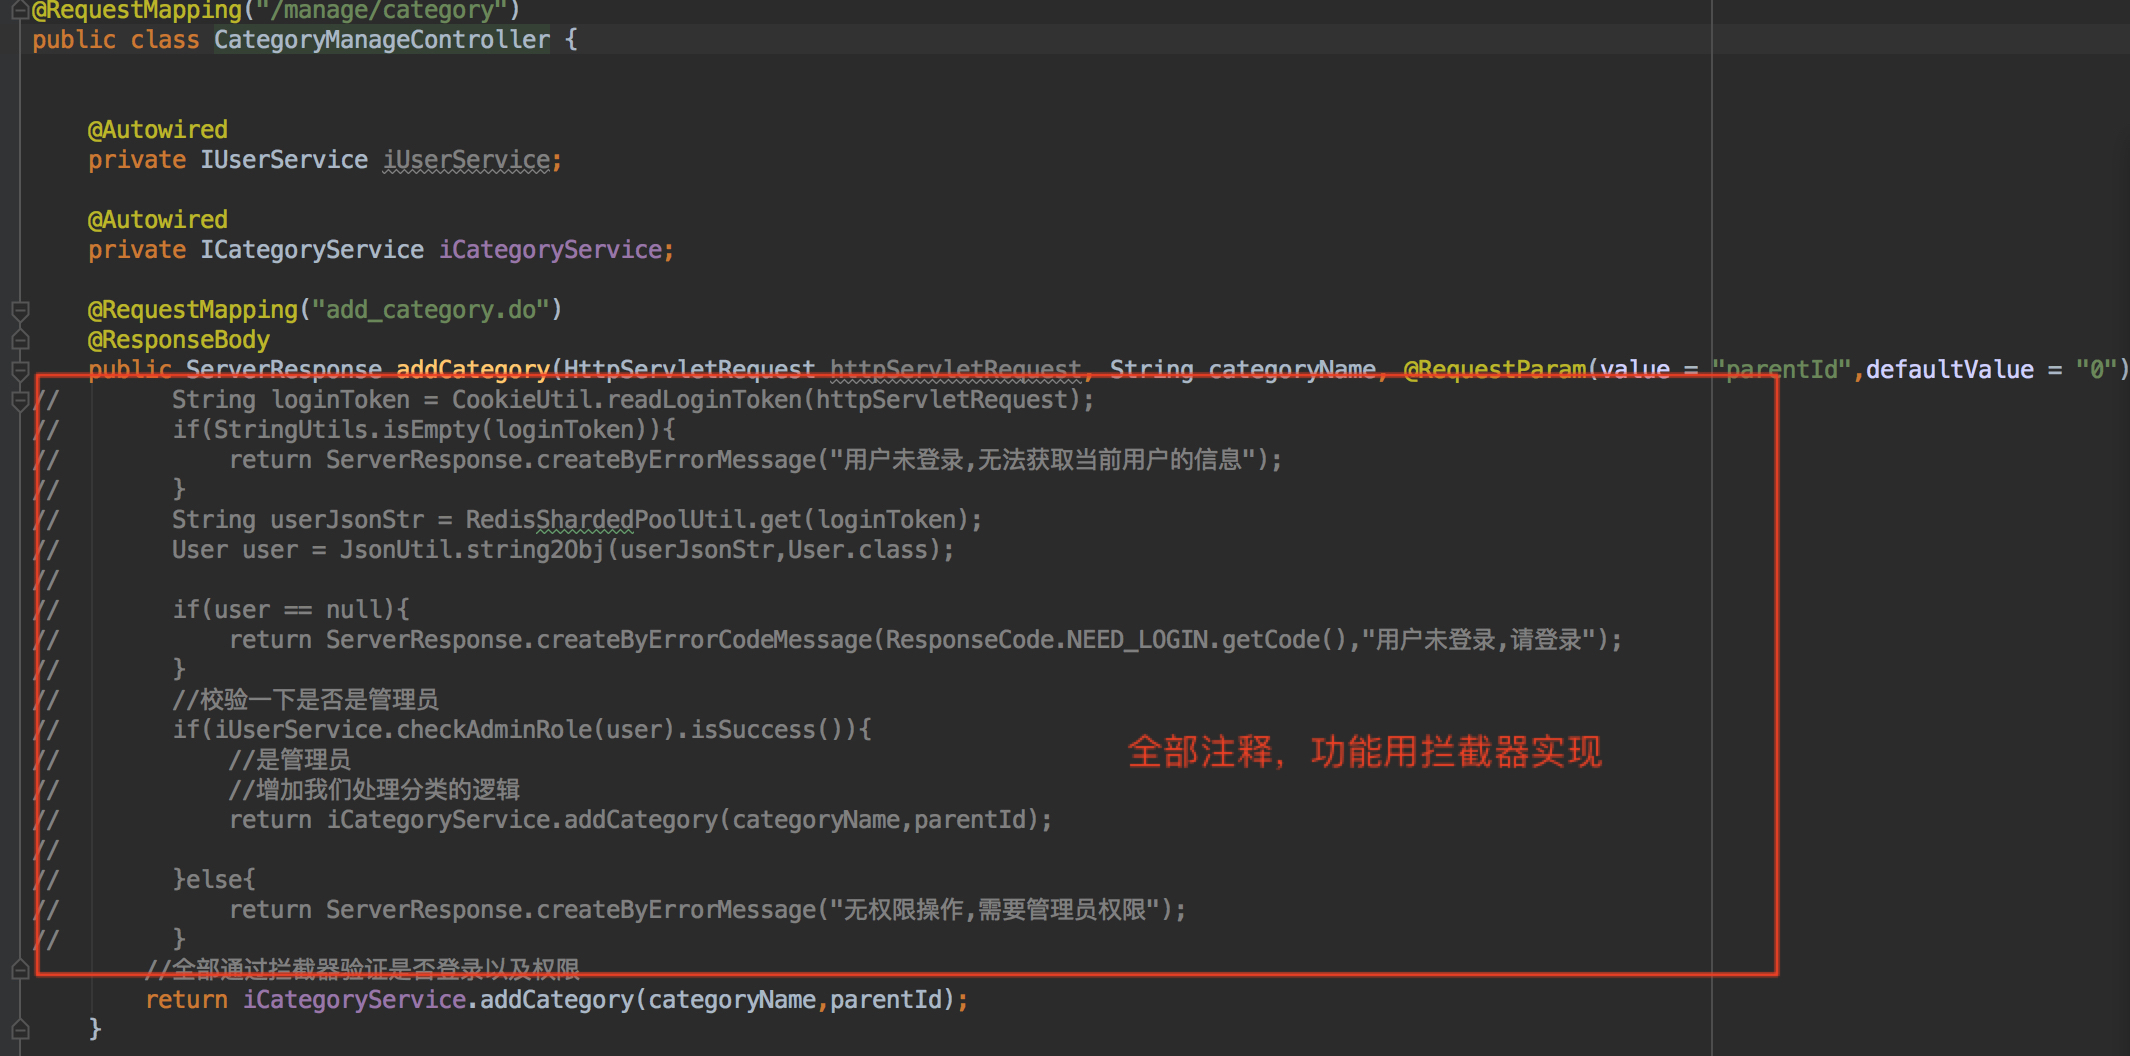 @RequestMapping("/manage/category")
public class CategoryManageController {
@Autowired
private IUserService iUserService;
@Autowired
private ICategoryService iCategoryService;
@RequestMapping("add_category.do")
@ResponseBody
public ServerResponse addCategory(HttpServletRequest httpServletRequest, String categoryName, @RequestParam(value = "parentId",defaultValue = "0")
// String loginToken = CookieUtil.readLoginToken(httpServletRequest);
// if(StringUtils.isEmpty(loginToken)){
// return ServerResponse.createByErrorMessage("用户未登录,无法获取当前用户的信息");
// }
// String userJsonStr = RedisShardedPoolUtil.get(loginToken);
// User user = JsonUtil.string2Obj(userJsonStr,User.class);
//
// if(user == null){
// return ServerResponse.createByErrorCodeMessage(ResponseCode.NEED_LOGIN.getCode(),"用户未登录,请登录");
// }
// //校验一下是否是管理员
// if(iUserService.checkAdminRole(user).isSuccess()){
// //是管理员
全部注释，功能用拦截器实现
// //增加我们处理分类的逻辑
// return iCategoryService.addCategory(categoryName,parentId);
//
// }else{
// return ServerResponse.createByErrorMessage("无权限操作,需要管理员权限");
// }
//全部通过拦截器验证是否登录以及权限
return iCategoryService.addCategory(categoryName,parentId);
}